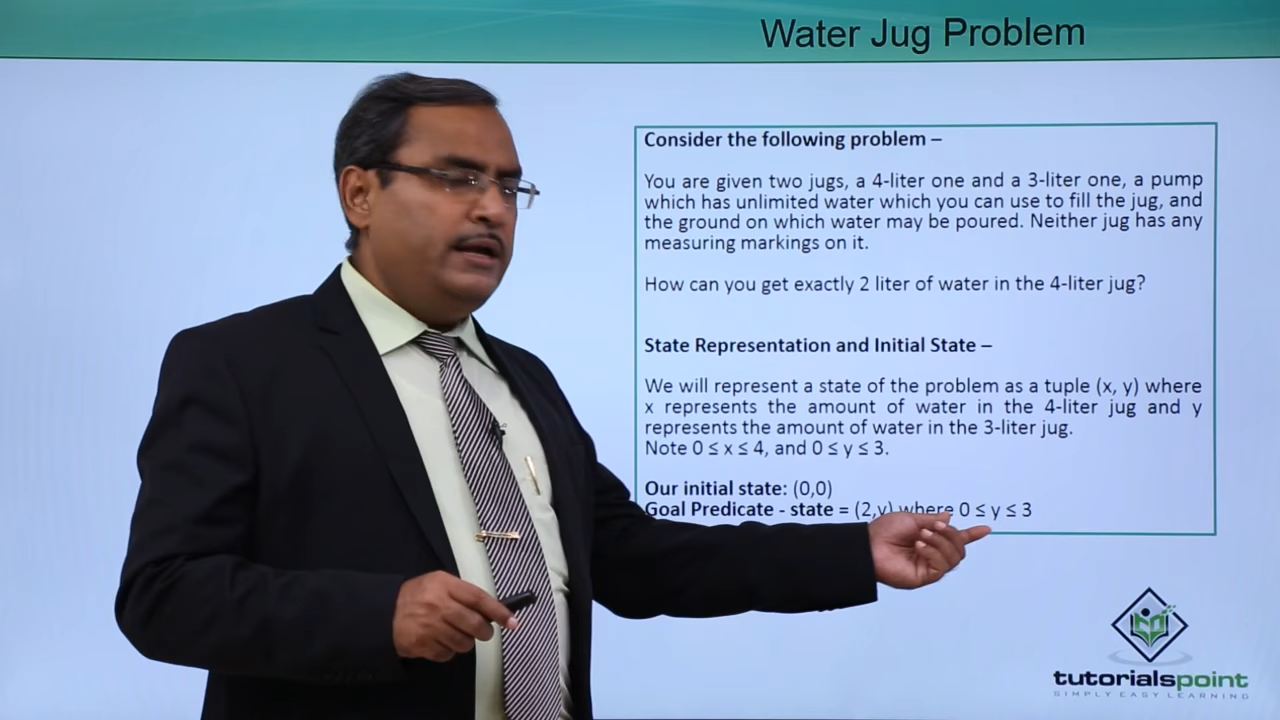 Water Jug Problem
Consider the following problem –
You are given two jugs, a 4-liter one and a 3-liter one, a pump
which has unlimited water which you can use to fill the jug, and
the ground on which water may be poured. Neither jug has any
measuring markings on it.
How can you get exactly 2 liter of water in the 4-liter jug?
State Representation and Initial State –
We will represent a state of the problem as a tuple (x, y) where
x represents the amount of water in the 4-liter jug and y
represents the amount of water in the 3-liter jug.
Note 0 ≤ x ≤ 4, and 0 ≤ y ≤ 3.
Our initial state: (0,0)
Goal Predicate - state = (2,y) where 0 ≤ y ≤ 3
tutorialspoint
SIMPLY EASY LEARNING